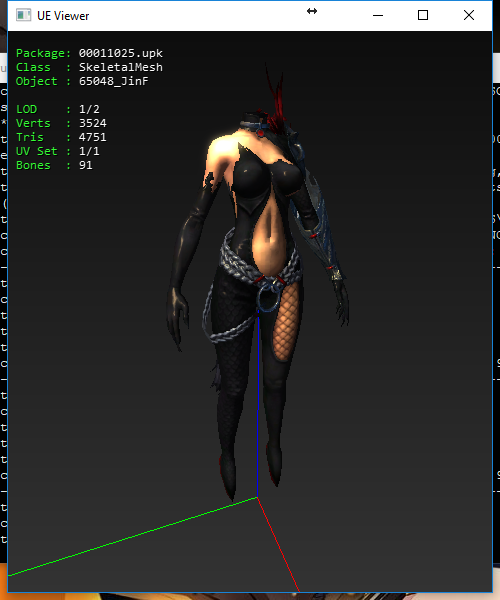 UE Viewer
Package: 00011025.upk
Class : SkeletalMesh
Object : 65048_JinF
LOD : 1/2
Verts : 3524
Tris : 4751
UV Set : 1/1
Bones : 91